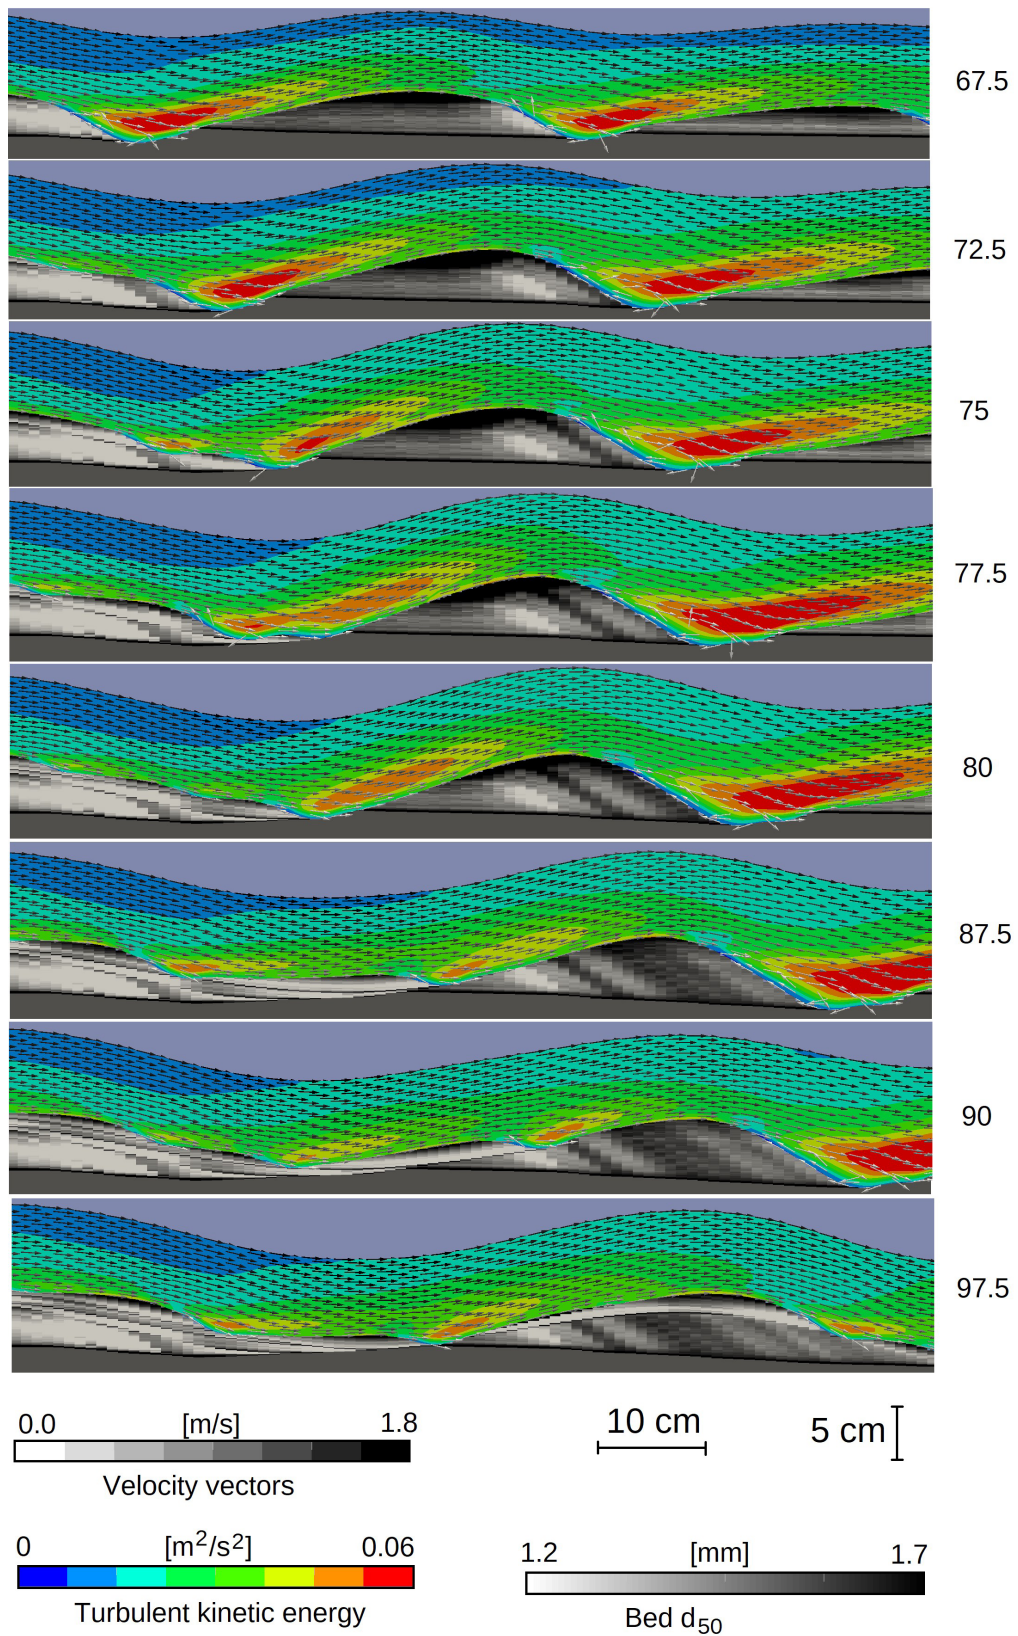 67.5
72.5
75
77.5
80
87.5
90
97.5
0.0 [m/s] 1.8
Velocity vectors
10 cm
5 cm
0 [m²/s²] 0.06
Turbulent kinetic energy
1.2 [mm] 1.7
Bed d₅₀